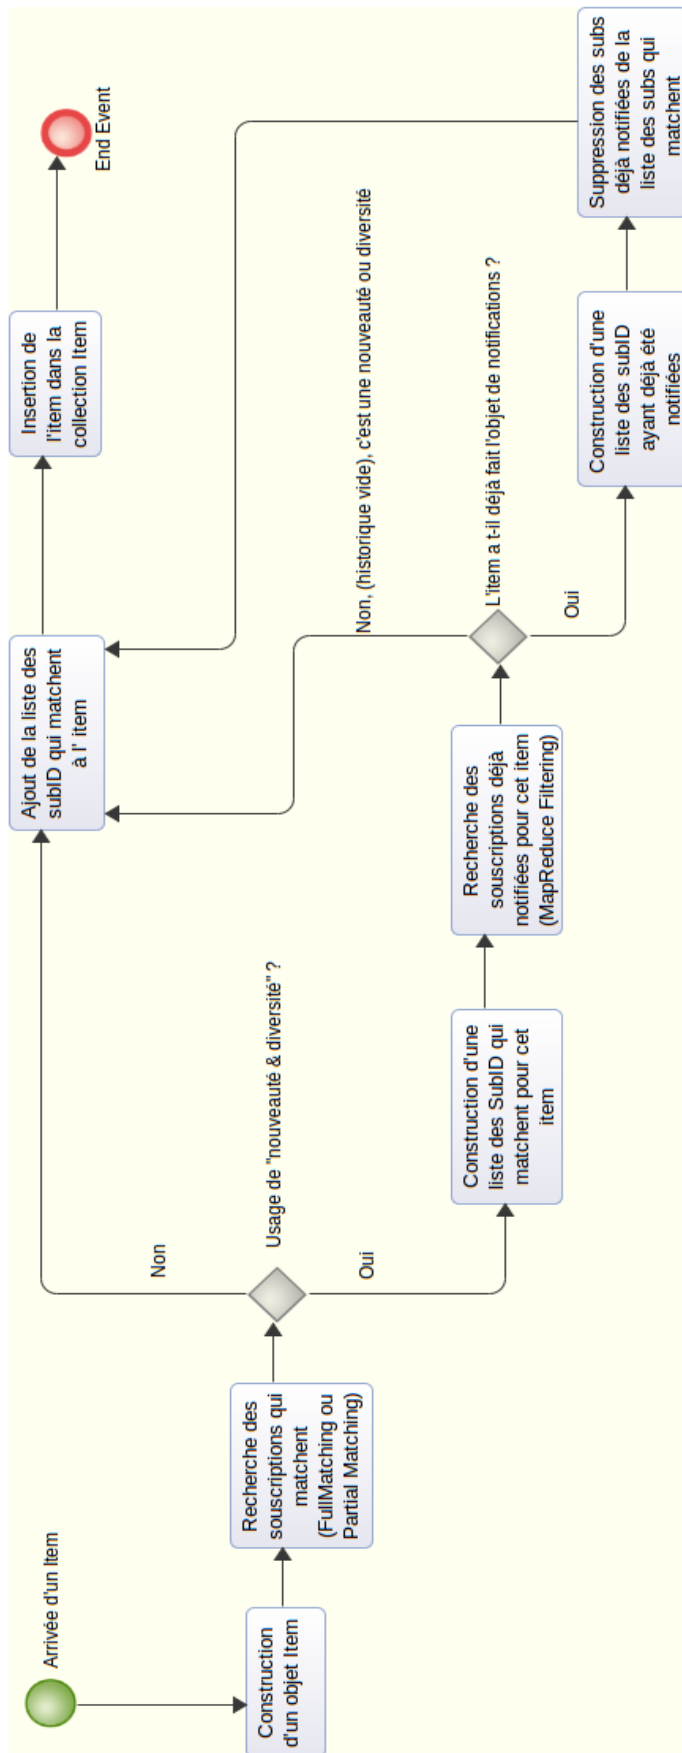 Arrivée d'un Item
Construction
d'un objet Item
Recherche des
souscriptions qui
matchent
(FullMatching ou
Partial Matching)
Usage de "nouveauté & diversité" ?
Non
Oui
Construction d'une
liste des SubID qui
matchent pour cet
item
Recherche des
souscriptions déjà
notifiées pour cet item
(MapReduce Filtering)
L'item a t-il déjà fait l'objet de notifications ?
Non, (historique vide), c'est une nouveauté ou diversité
Oui
Construction d'une
liste des subID
ayant déjà été
notifiées
Suppression des subs
déjà notifiées de la
liste des subs qui
matchent
Ajout de la liste des
subID qui matchent
à l' item
Insertion de
l'item dans la
collection Item
End Event